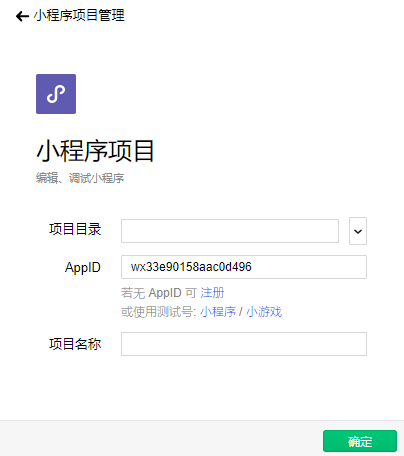 小程序项目管理
小程序项目
编辑、调试小程序
项目目录
AppID wx33e90158aac0d496
若无 AppID 可 注册
或使用测试号: 小程序 / 小游戏
项目名称
确定